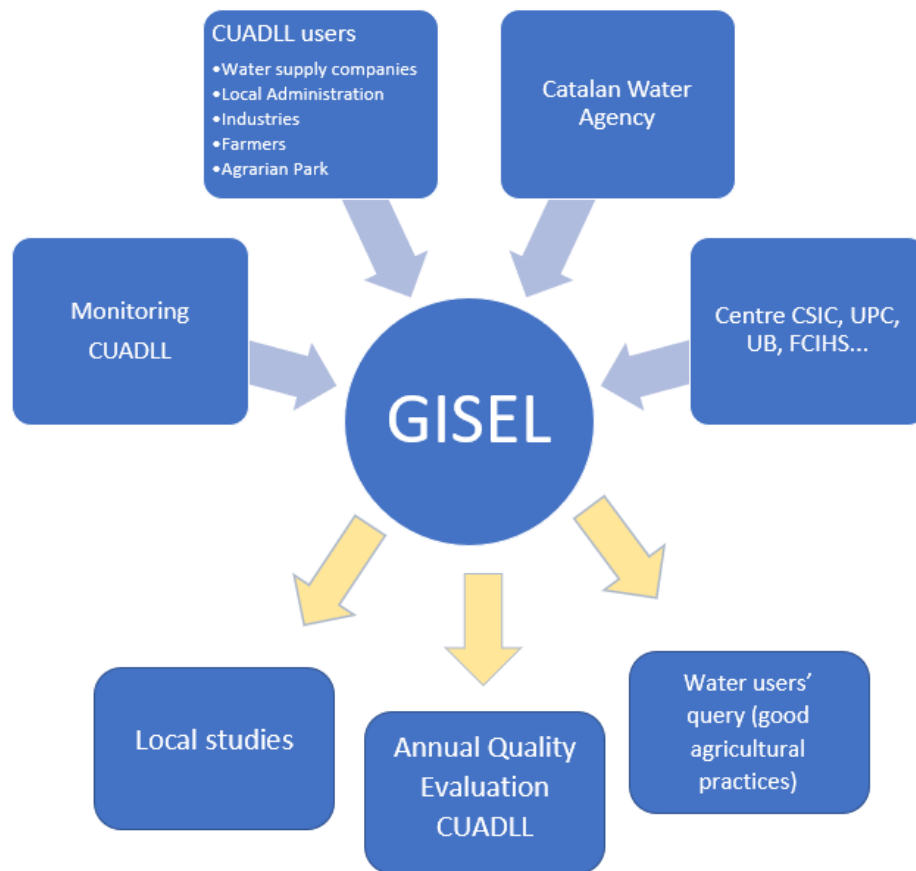 CUADLL users
•Water supply companies
•Local Administration
•Industries
•Farmers
•Agrarian Park
Catalan Water
Agency
Monitoring
CUADLL
Centre CSIC, UPC,
UB, FCIHS...
GISEL
Local studies
Annual Quality
Evaluation
CUADLL
Water users’
query (good
agricultural
practices)